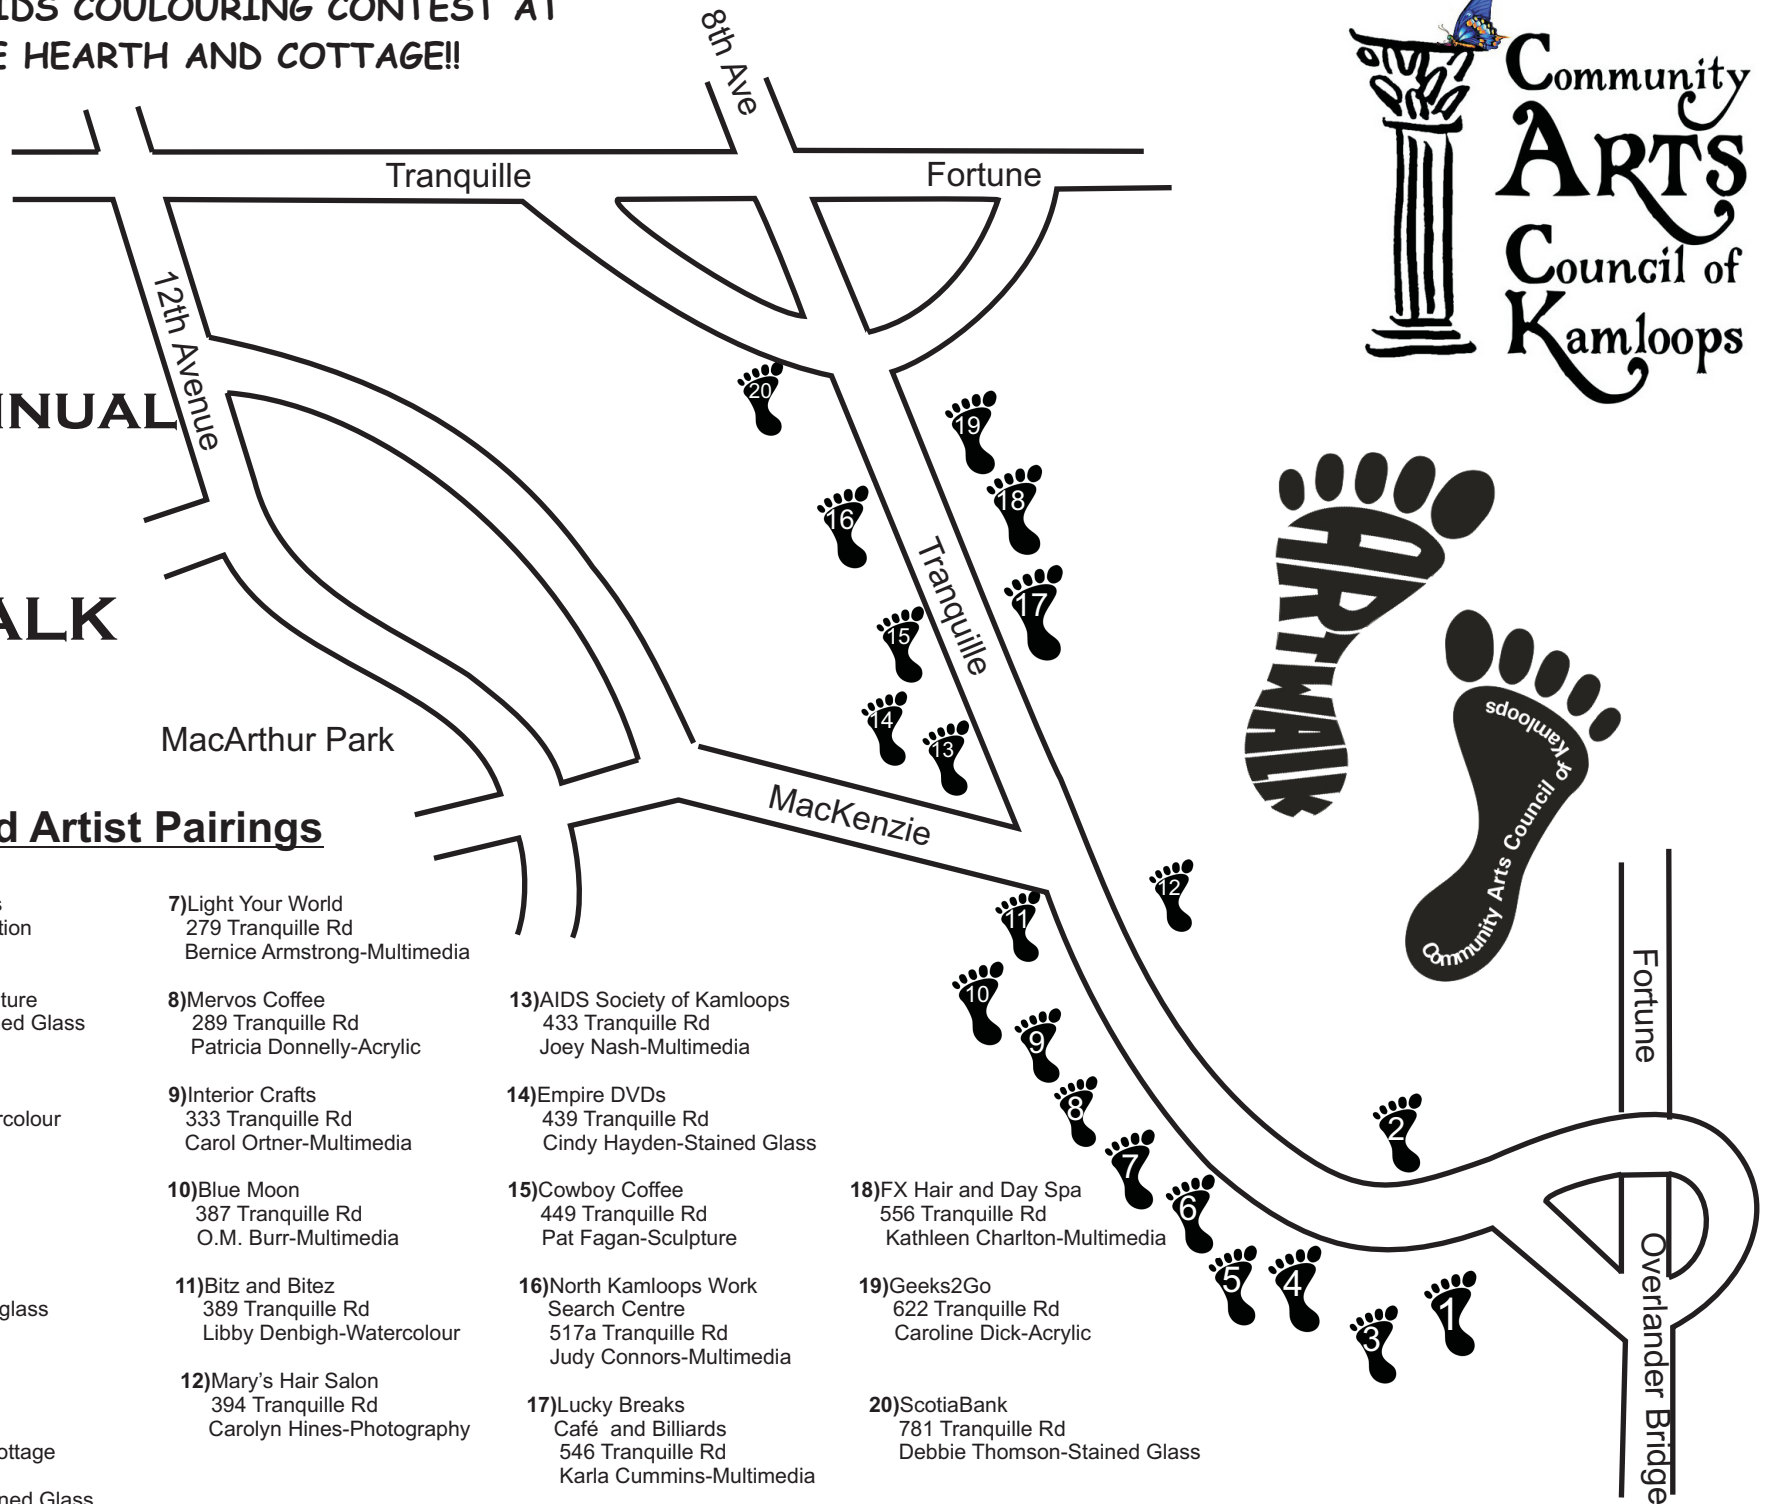 IDS COULOURING CONTEST AT
E HEARTH AND COTTAGE!!
8th Ave
Community
ARTS
Council of
Kamloops
Tranquille
Fortune
12th Avenue
NUAL
ALK
20
19
18
16
17
15
14
13
Tranquille
ARTWALK
Community Arts Council of Kamloops
MacArthur Park
MacKenzie
12
11
10
9
8
7
6
5
4
3
2
1
Fortune
Overlander Bridge
d Artist Pairings
s
tion
ture
ed Glass
rcolour
glass
ottage
ned Glass
7)Light Your World
279 Tranquille Rd
Bernice Armstrong-Multimedia
8)Mervos Coffee
289 Tranquille Rd
Patricia Donnelly-Acrylic
9)Interior Crafts
333 Tranquille Rd
Carol Ortner-Multimedia
10)Blue Moon
387 Tranquille Rd
O.M. Burr-Multimedia
11)Bitz and Bitez
389 Tranquille Rd
Libby Denbigh-Watercolour
12)Mary's Hair Salon
394 Tranquille Rd
Carolyn Hines-Photography
13)AIDS Society of Kamloops
433 Tranquille Rd
Joey Nash-Multimedia
14)Empire DVDs
439 Tranquille Rd
Cindy Hayden-Stained Glass
15)Cowboy Coffee
449 Tranquille Rd
Pat Fagan-Sculpture
16)North Kamloops Work
Search Centre
517a Tranquille Rd
Judy Connors-Multimedia
17)Lucky Breaks
Café and Billiards
546 Tranquille Rd
Karla Cummins-Multimedia
18)FX Hair and Day Spa
556 Tranquille Rd
Kathleen Charlton-Multimedia
19)Geeks2Go
622 Tranquille Rd
Caroline Dick-Acrylic
20)ScotiaBank
781 Tranquille Rd
Debbie Thomson-Stained Glass